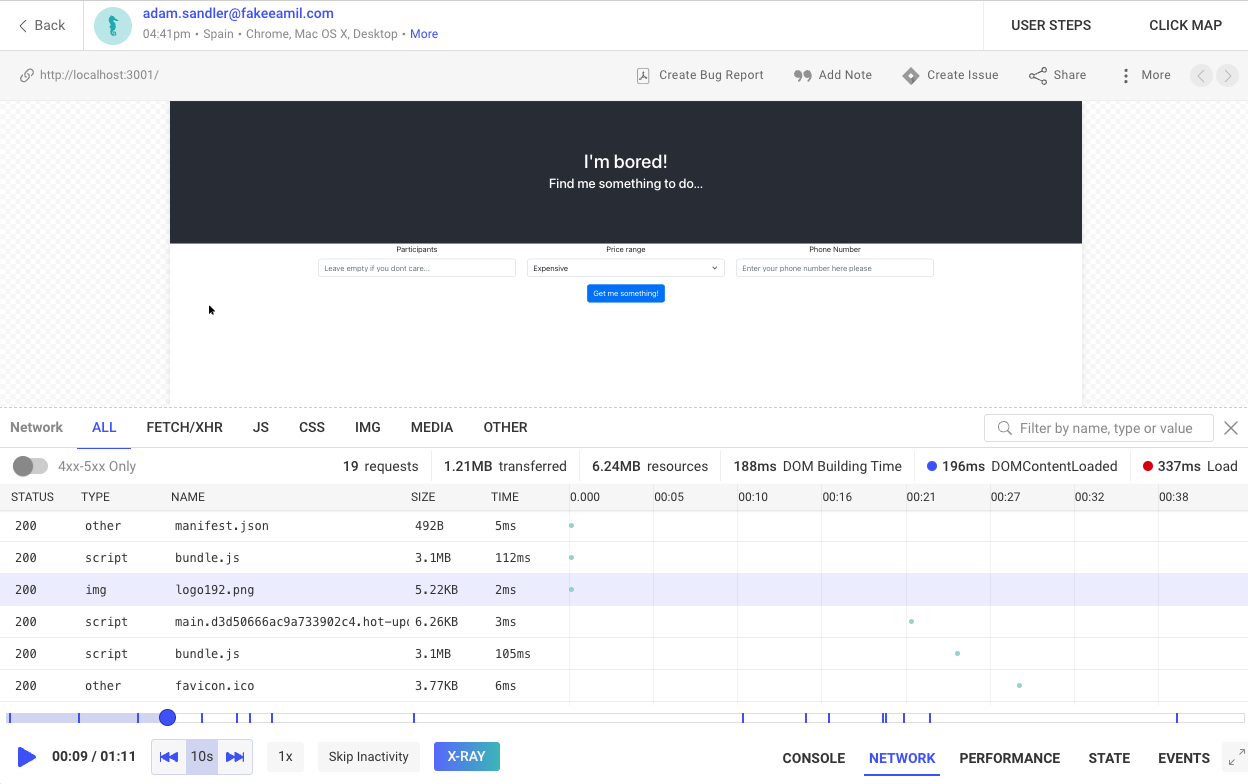 Back
adam.sandler@fakeeamil.com
04:41pm • Spain • Chrome, Mac OS X, Desktop • More
USER STEPS
CLICK MAP
http://localhost:3001/
Create Bug Report
Add Note
Create Issue
Share
More
I'm bored!
Find me something to do...
Participants
Price range
Phone Number
Leave empty if you dont care...
Expensive
Enter your phone number here please
Get me something!
Network ALL FETCH/XHR JS CSS IMG MEDIA OTHER
Filter by name, type or value
4xx-5xx Only
19 requests
1.21MB transferred
6.24MB resources
188ms DOM Building Time
196ms DOMContentLoaded
337ms Load
STATUS TYPE NAME SIZE TIME 0.000 00:05 00:10 00:16 00:21 00:27 00:32 00:38
200 other manifest.json 492B 5ms
200 script bundle.js 3.1MB 112ms
200 img logo192.png 5.22KB 2ms
200 script main.d3d50666ac9a733902c4.hot-upd 6.26KB 3ms
200 script bundle.js 3.1MB 105ms
200 other favicon.ico 3.77KB 6ms
00:09 / 01:11
10s
1x
Skip Inactivity
X-RAY
CONSOLE NETWORK PERFORMANCE STATE EVENTS